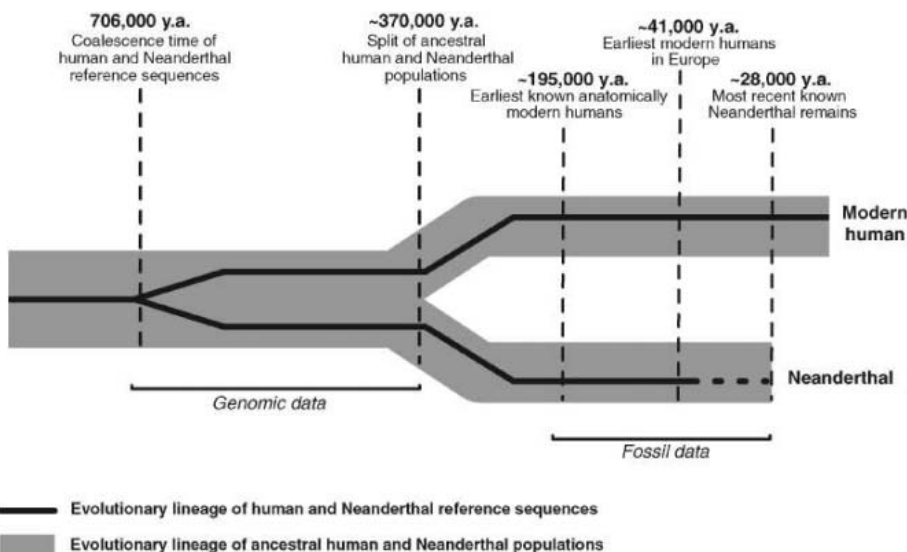 706,000 y.a.
Coalescence time of
human and Neanderthal
reference sequences
~370,000 y.a.
Split of ancestral
human and Neanderthal
populations
~195,000 y.a.
Earliest known anatomically
modern humans
~41,000 y.a.
Earliest modern humans
in Europe
~28,000 y.a.
Most recent known
Neanderthal remains
Modern
human
Neanderthal
Genomic data
Fossil data
Evolutionary lineage of human and Neanderthal reference sequences
Evolutionary lineage of ancestral human and Neanderthal populations